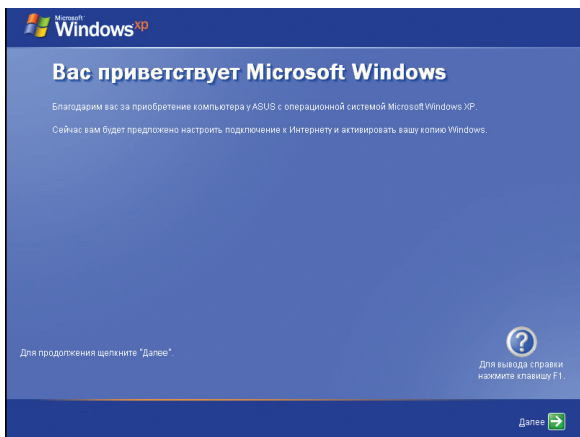 Microsoft
Windows xp
Вас приветствует Microsoft Windows
Благодарим вас за приобретение компьютера у ASUS с операционной системой Microsoft Windows XP.
Сейчас вам будет предложено настроить подключение к Интернету и активировать вашу копию Windows.
Для продолжения щелкните "Далее".
Для вывода справки
нажмите клавишу F1.
Далее